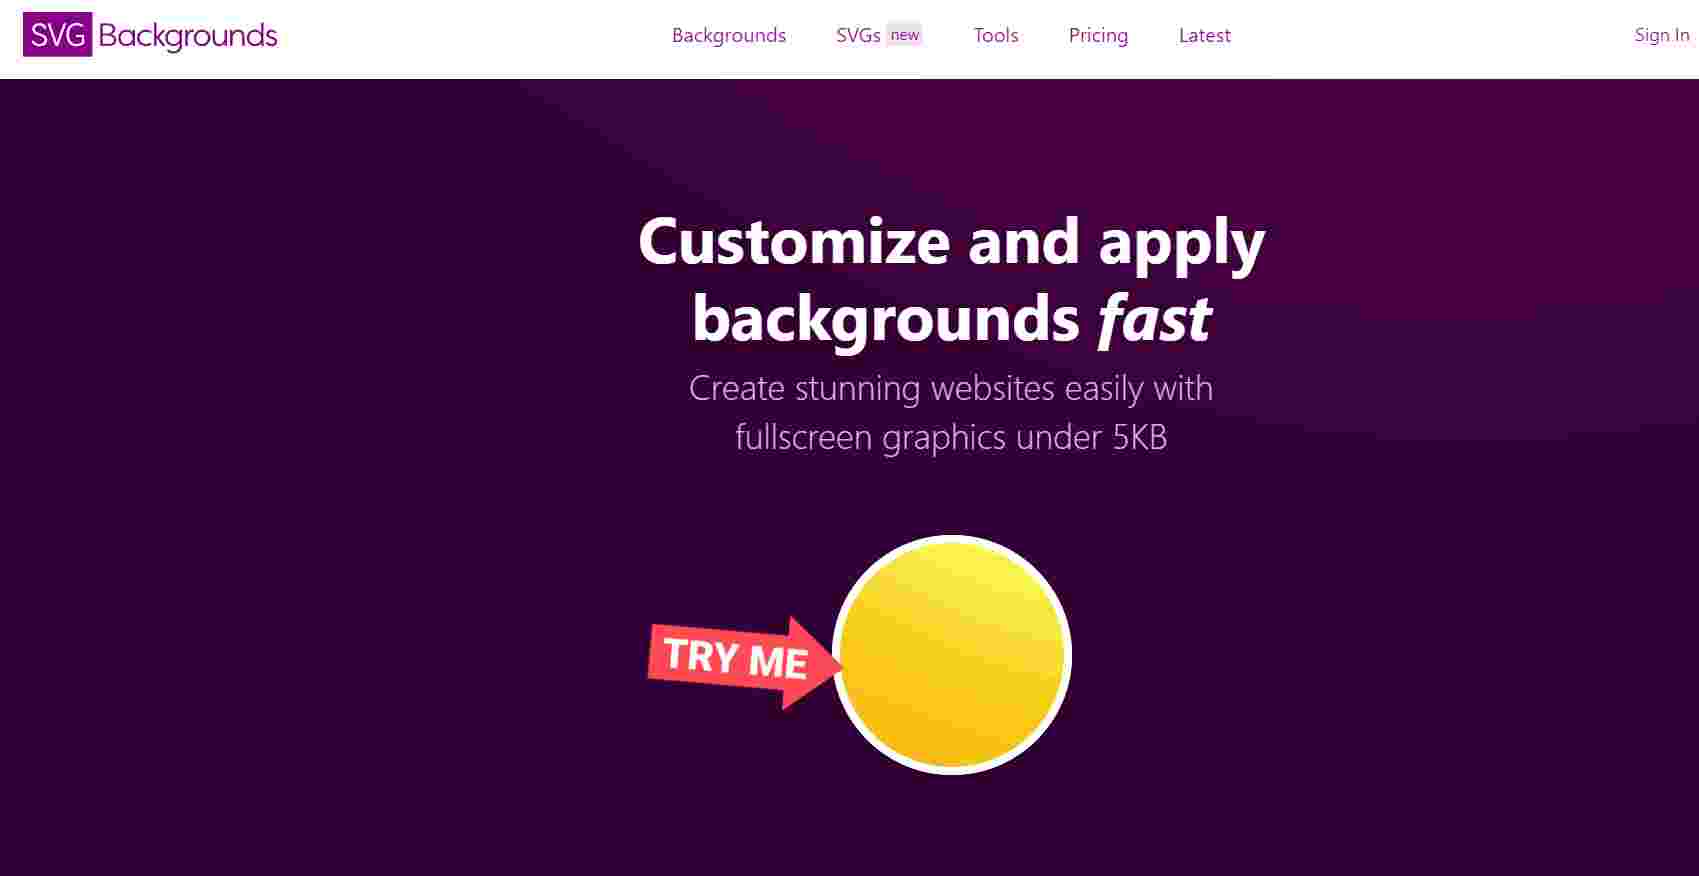 SVG Backgrounds
Backgrounds SVGs new Tools Pricing Latest Sign In
Customize and apply
backgrounds fast
Create stunning websites easily with
fullscreen graphics under 5KB
TRY ME